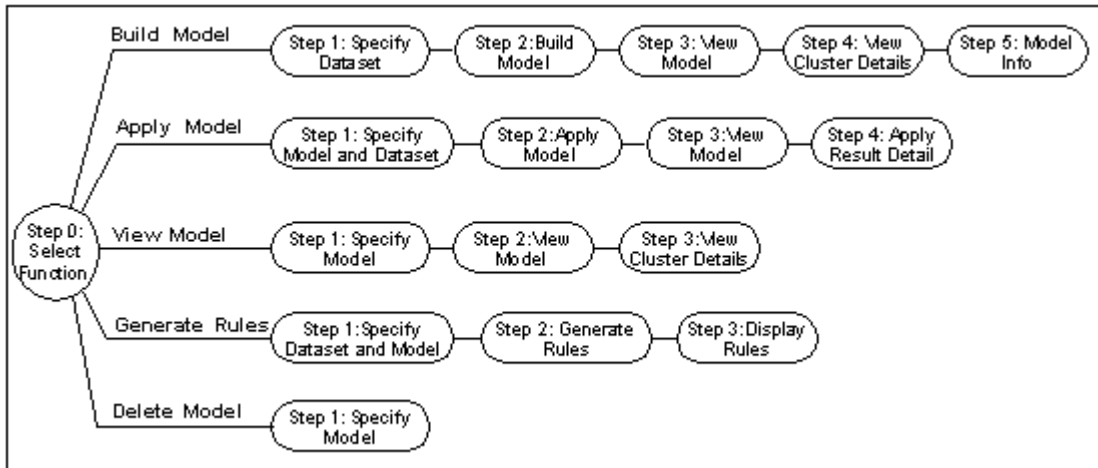 Build Model
Step 1: Specify
Dataset
Step 2:Build
Model
Step 3: View
Model
Step 4: View
Cluster Details
Step 5: Model
Info
Apply Model
Step 1: Specify
Model and Dataset
Step 2:Apply
Model
Step 3:View
Model
Step 4: Apply
Result Detail
Step 0:
Select
Function
View Model
Step 1: Specify
Model
Step 2:View
Model
Step 3:View
Cluster Details
Generate Rules
Step 1:Specify
Dataset and Model
Step 2: Generate
Rules
Step 3:Display
Rules
Delete Model
Step 1: Specify
Model